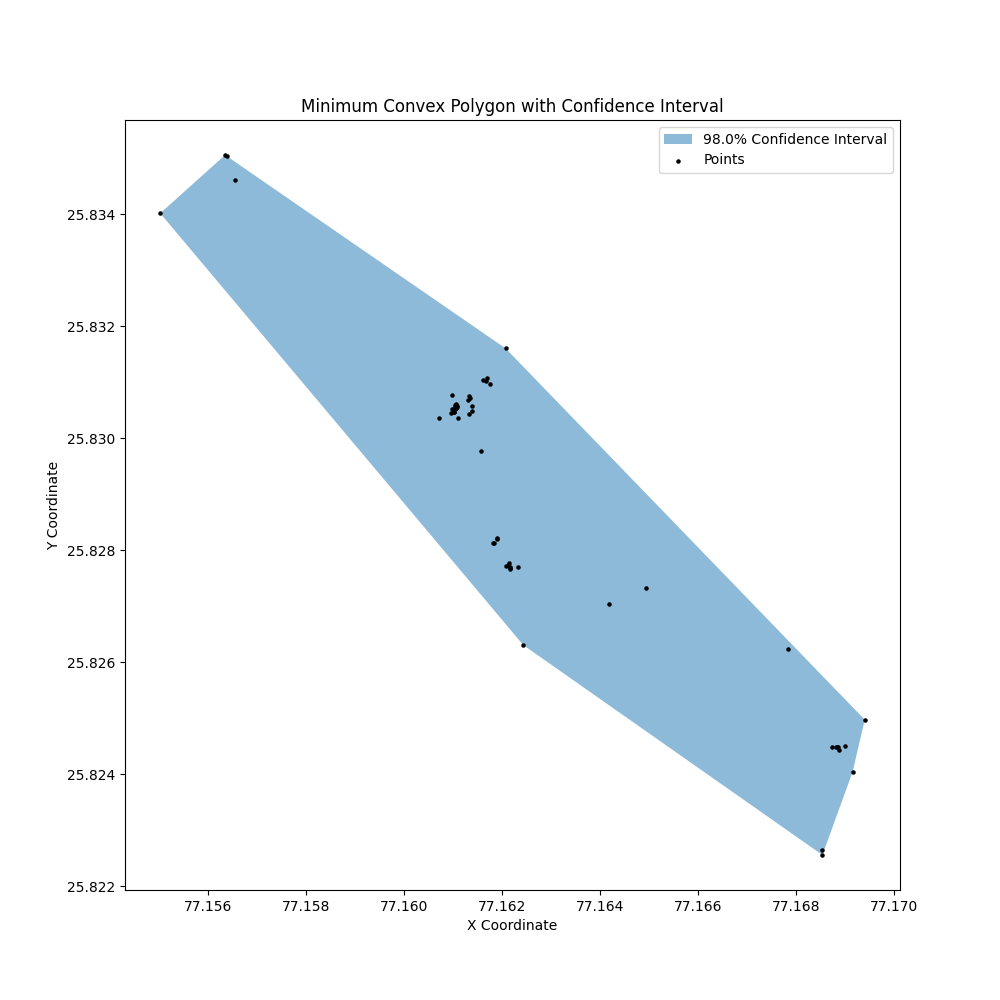 Minimum Convex Polygon with Confidence Interval
98.0% Confidence Interval
Points
25.834
25.832
25.830
25.828
25.826
25.824
25.822
Y Coordinate
77.156 77.158 77.160 77.162 77.164 77.166 77.168 77.170
X Coordinate